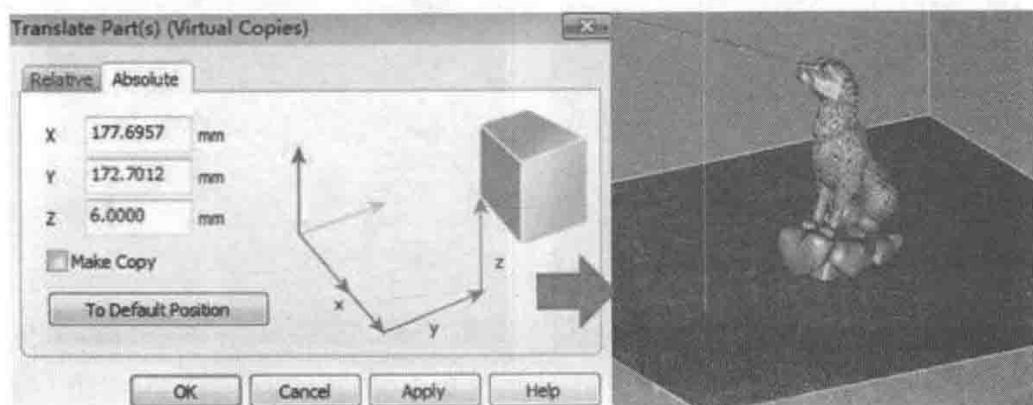 Translate Part(s) (Virtual Copies)
Relative Absolute
X 177.6957 mm
Y 172.7012 mm
Z 6.0000 mm
Make Copy
To Default Position
x
y
z
OK Cancel Apply Help